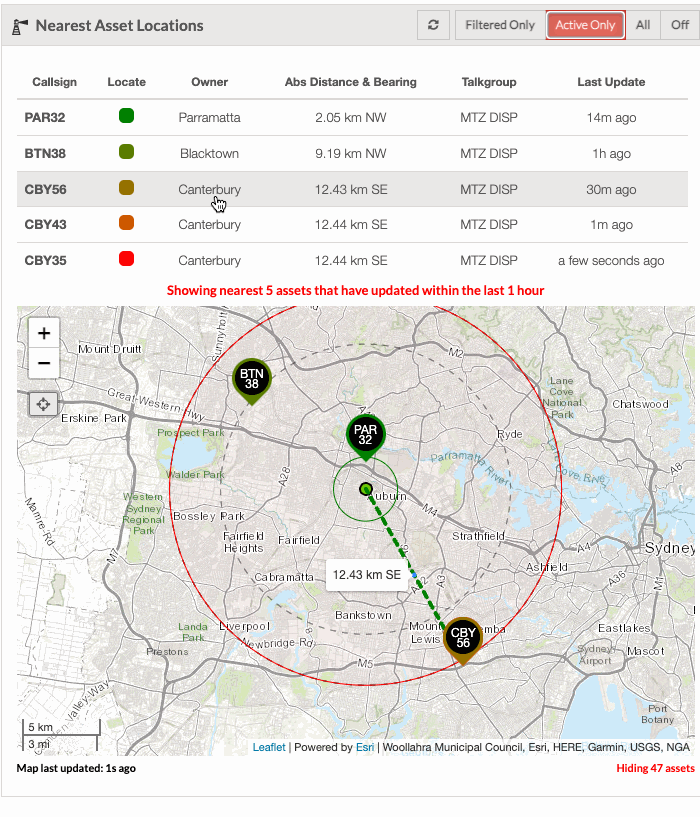 Nearest Asset Locations
Filtered Only
Active Only
All
Off
Callsign Locate Owner Abs Distance & Bearing Talkgroup Last Update
PAR32 Parramatta 2.05 km NW MTZ DISP 14m ago
BTN38 Blacktown 9.19 km NW MTZ DISP 1h ago
CBY56 Canterbury 12.43 km SE MTZ DISP 30m ago
CBY43 Canterbury 12.44 km SE MTZ DISP 1m ago
CBY35 Canterbury 12.44 km SE MTZ DISP a few seconds ago
Showing nearest 5 assets that have updated within the last 1 hour
+
−
Mount Druitt
Sunnyholt
M2
Lane
Cove
National
Park
Chatswood
BTN
38
Great-Western-Hwy
Erskine Park
Prospect Park
PAR
32
Ryde
Parramatta River
Lane Cove Rive
Walder Park
A28
Western
Sydney
Regional
Park
Mamre-Rd
Bossley Park
uburn
M4
Fairfield
Heights
Fairfield
Strathfield
Sydney
M7
A4
Ashfield
Cabramatta
12.43 km SE
A3
A36
M1
Bankstown
Landa
Park
Liverpool
Mount
Lewis
CBY
56
emba
Eastlakes
Prestons
Newbridge-Rd
M5
Sydney
Airport
Mascot
Port
Botany
5 km
3 mi
Leaflet | Powered by Esri | Woollahra Municipal Council, Esri, HERE, Garmin, USGS, NGA
Map last updated: 1s ago
Hiding 47 assets